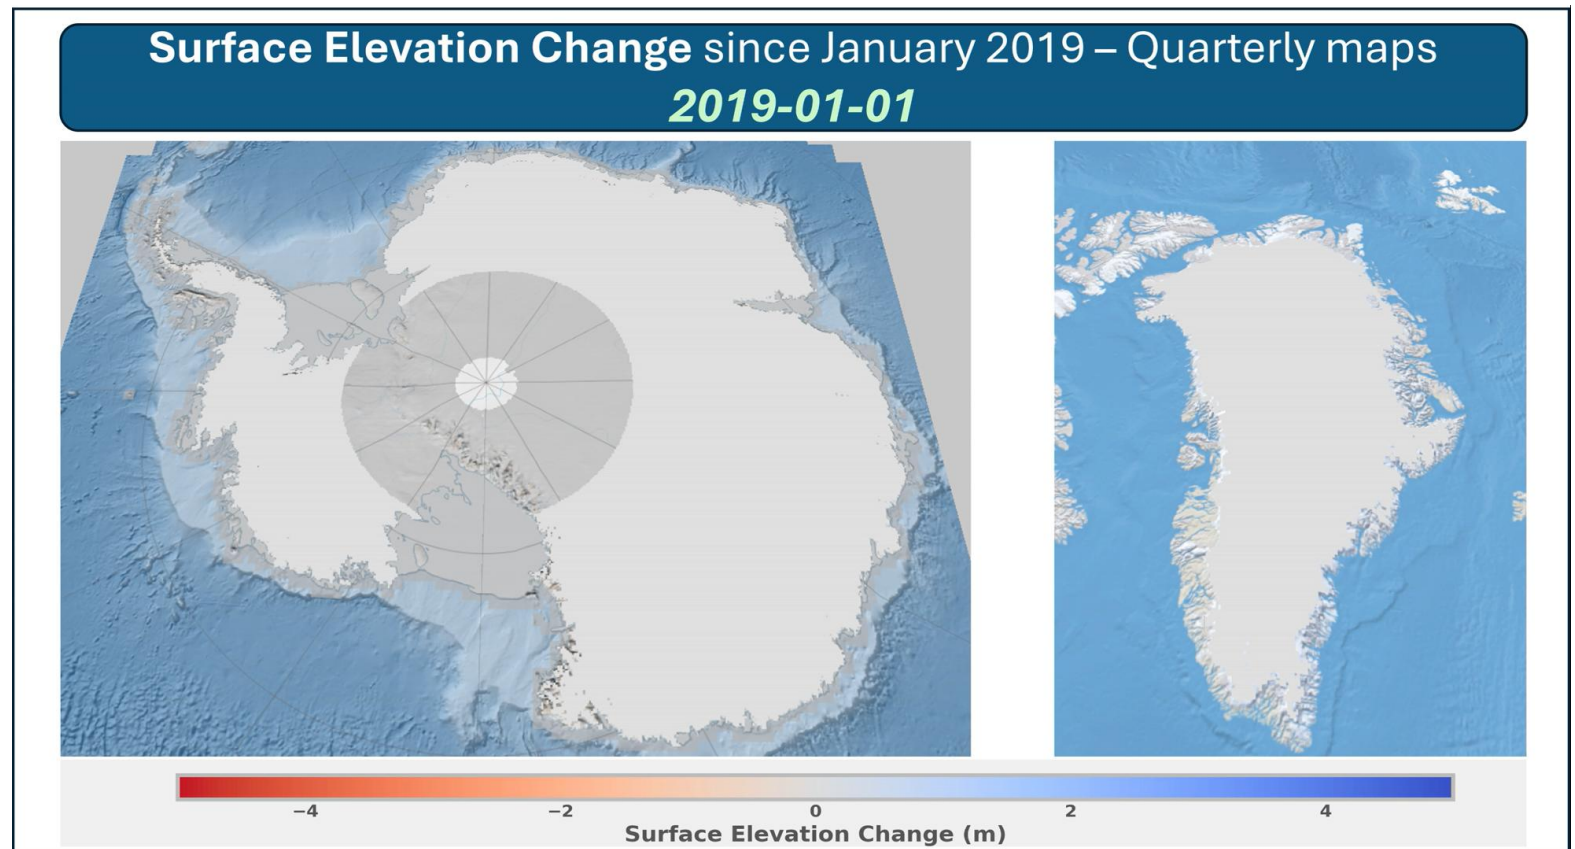 Surface Elevation Change since January 2019 – Quarterly maps
2019-01-01
−4 −2 0 2 4
Surface Elevation Change (m)